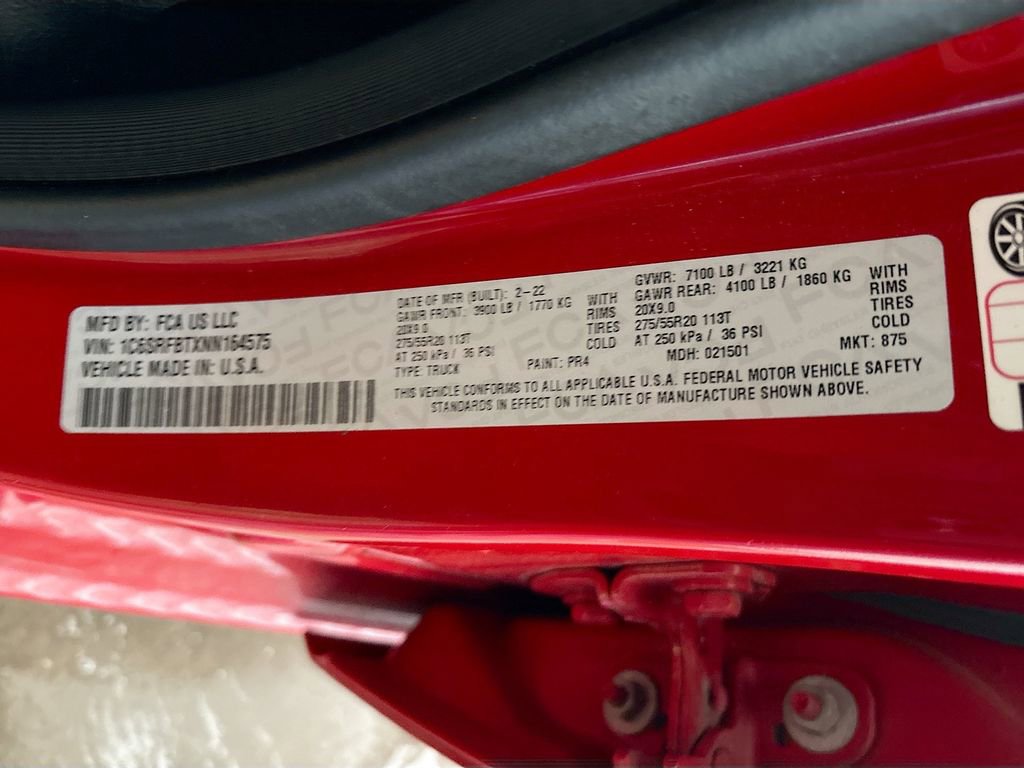 MFD BY: FCA US LLC
VIN: 1C6SRFBTXNN164575
VEHICLE MADE IN: U.S.A.
DATE OF MFR (BUILT): 2-22
GAWR FRONT: 3900 LB / 1770 KG WITH
20X9.0 RIMS
275/55R20 113T TIRES
AT 250 kPa / 36 PSI COLD
TYPE: TRUCK PAINT: PR4
GVWR: 7100 LB / 3221 KG
GAWR REAR: 4100 LB / 1860 KG WITH
20X9.0 RIMS
275/55R20 113T TIRES
AT 250 kPa / 36 PSI COLD
MDH: 021501 MKT: 875
THIS VEHICLE CONFORMS TO ALL APPLICABLE U.S.A. FEDERAL MOTOR VEHICLE SAFETY
STANDARDS IN EFFECT ON THE DATE OF MANUFACTURE SHOWN ABOVE.